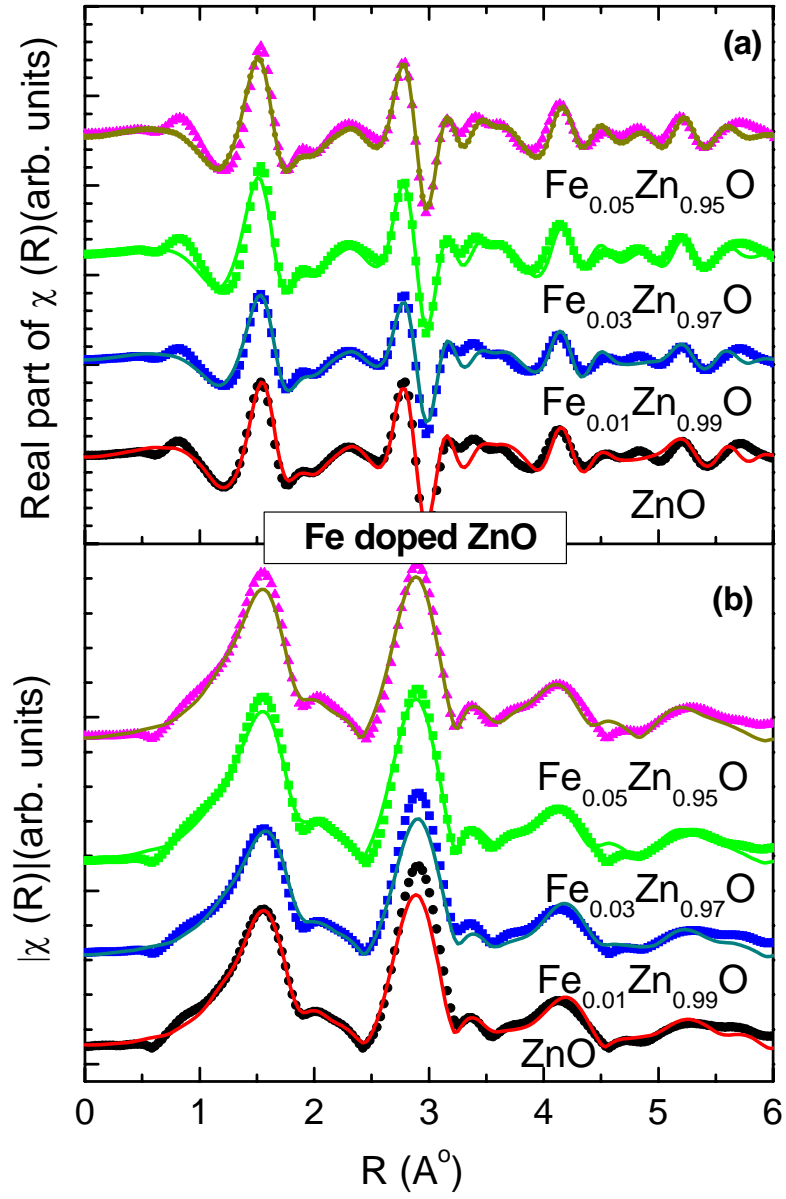 (a)
Real part of χ (R)(arb. units)
Fe0.05Zn0.95O
Fe0.03Zn0.97O
Fe0.01Zn0.99O
ZnO
Fe doped ZnO
(b)
|χ (R)|(arb. units)
Fe0.05Zn0.95O
Fe0.03Zn0.97O
Fe0.01Zn0.99O
ZnO
0 1 2 3 4 5 6
R (Aᵒ)